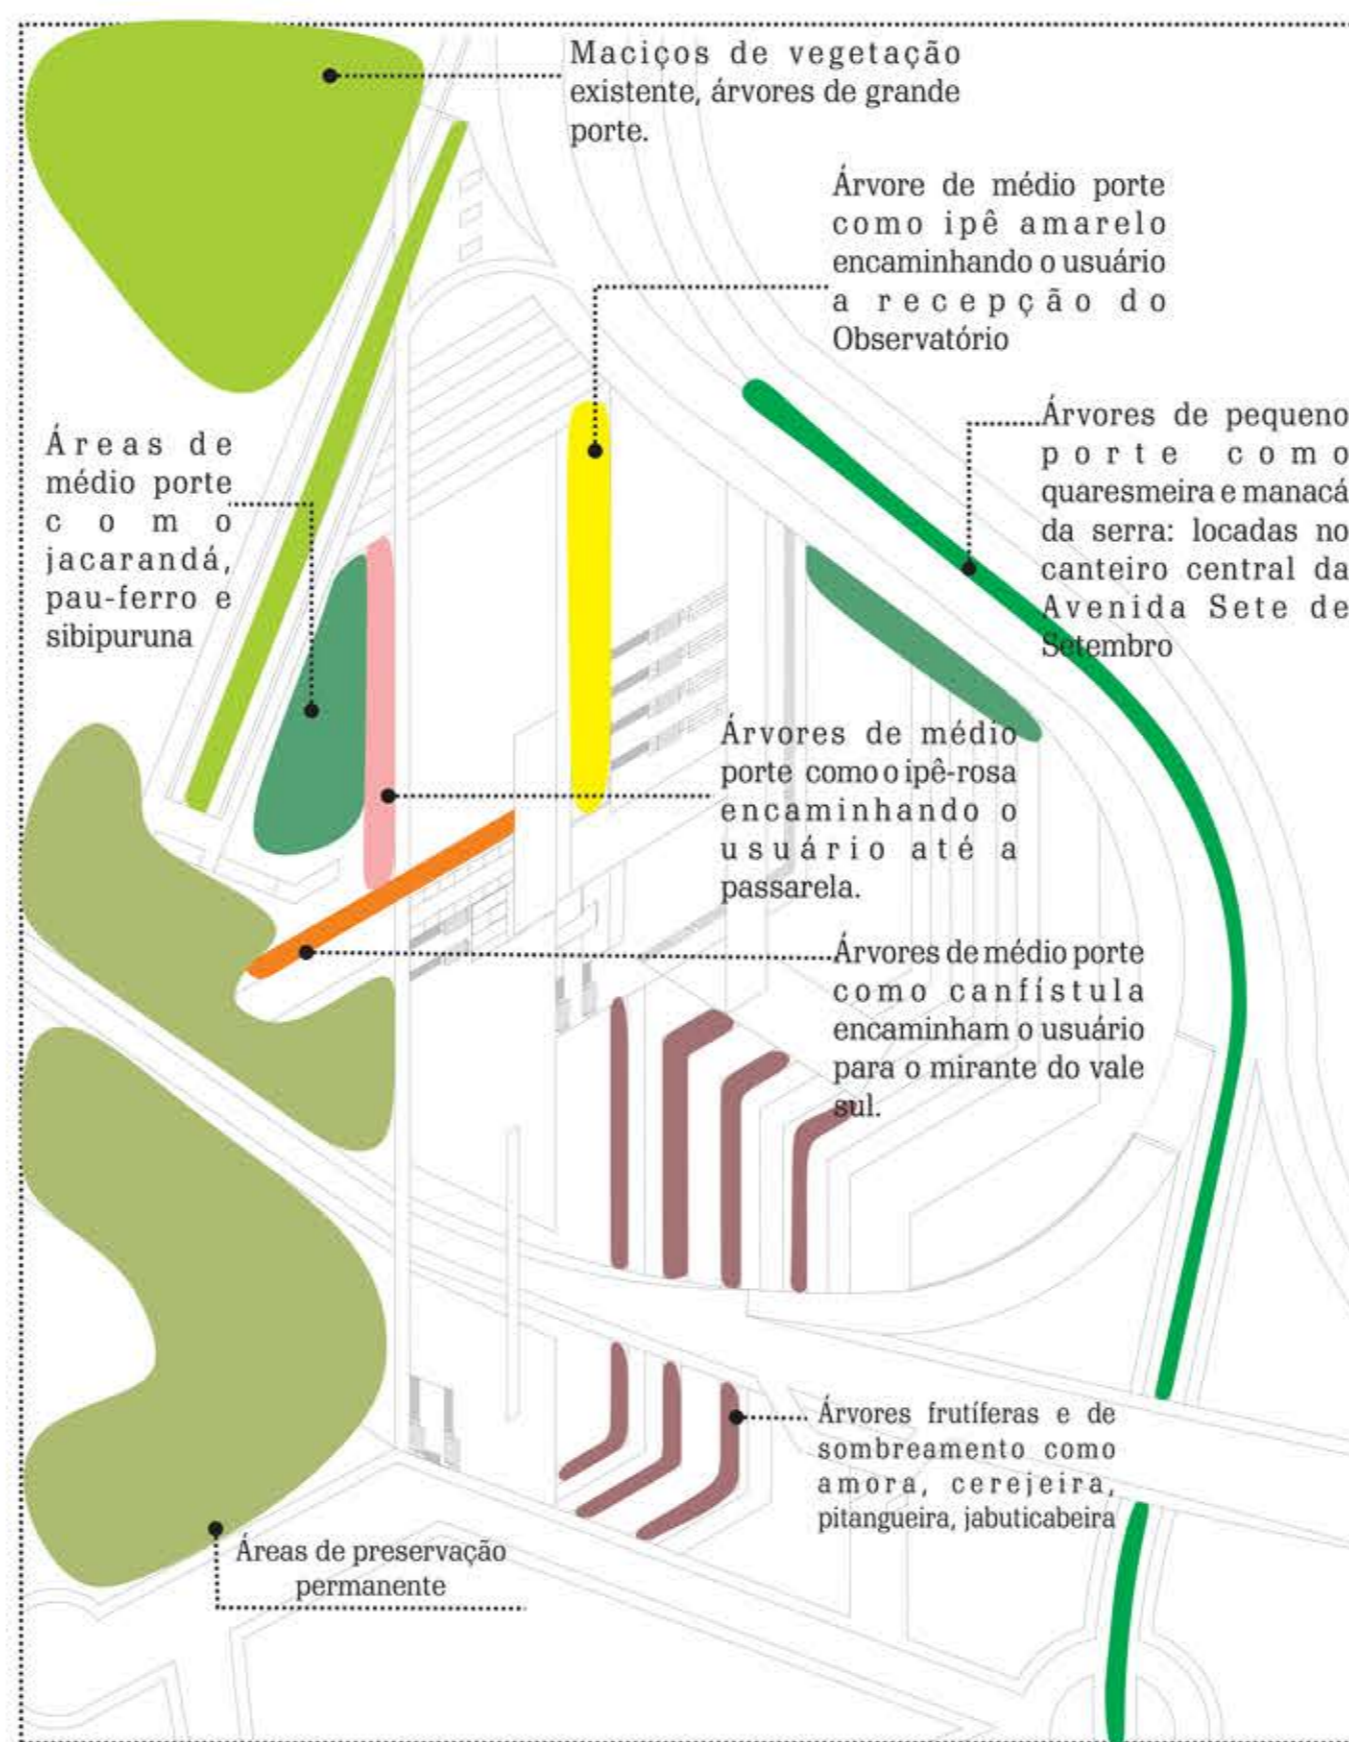 Maciços de vegetação
existente, árvores de grande
porte.
Árvore de médio porte
como ipê amarelo
encaminhando o usuário
a recepção do
Observatório
Árvores de pequeno
porte como
quaresmeira e manacá
da serra: locadas no
canteiro central da
Avenida Sete de
Setembro
Áreas de
médio porte
como
jacarandá,
pau-ferro e
sibipuruna
Árvores de médio
porte como o ipê-rosa
encaminhando o
usuário até a
passarela.
Árvores de médio porte
como canfístula
encaminham o usuário
para o mirante do vale
sul.
Árvores frutíferas e de
sombreamento como
amora, cerejeira,
pitangueira, jabuticabeira
Áreas de preservação
permanente